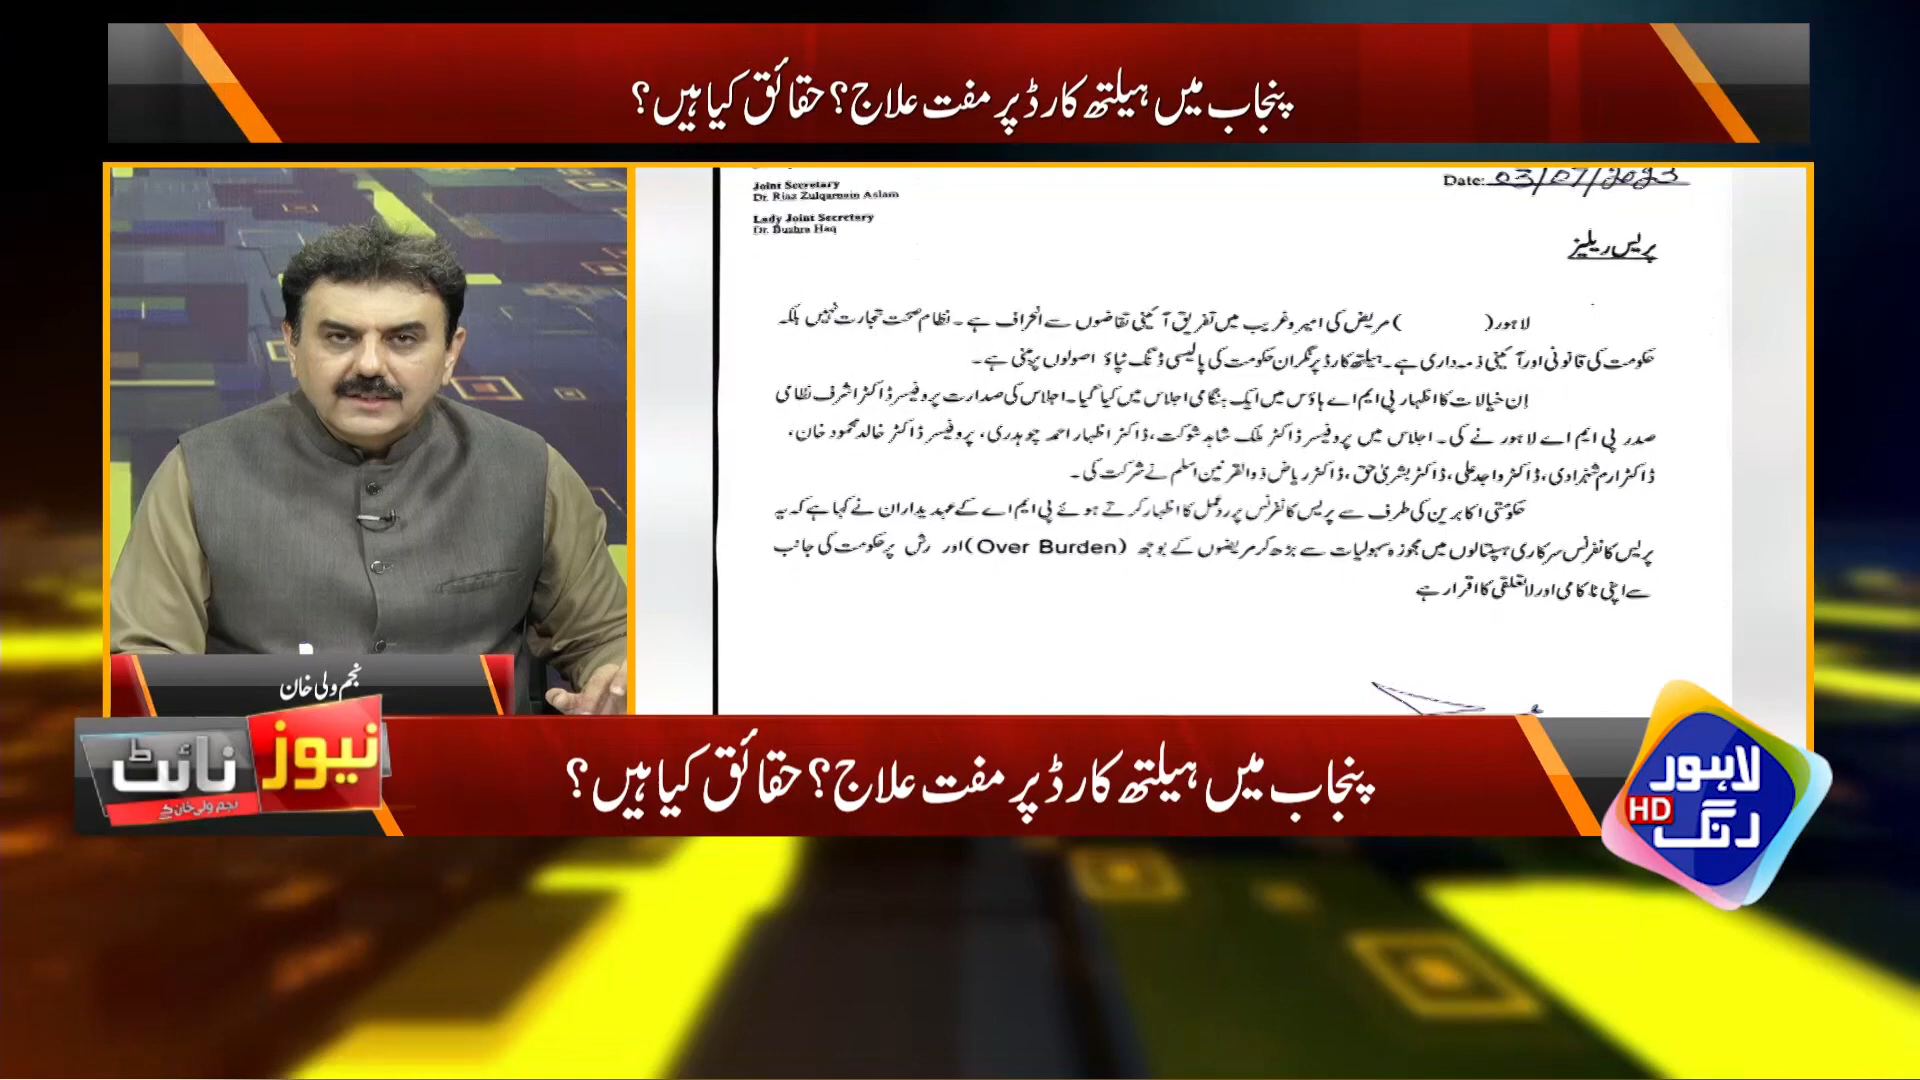 پنجاب میں ہیلتھ کارڈ پر مفت علاج؟ حقائق کیا ہیں؟
Joint Secretary
Dr. Riaz Zulqarnain Aslam
Lady Joint Secretary
Dr. Bushra Haq
Date: 03/07/2023
پریس ریلیز
لاہور( ) مریض کی امیر و غریب میں تفریق آئینی تقاضوں سے انحراف ہے۔ نظام صحت تجارت نہیں بلکہ
حکومت کی قانونی اور آئینی ذمہ داری ہے۔ ہیلتھ کارڈ پر نگران حکومت کی پالیسی ڈنگ ٹپاؤ اصولوں پر مبنی ہے۔
اِن خیالات کا اظہار پی ایم اے ہاؤس میں ایک ہنگامی اجلاس میں کیا گیا۔ اجلاس کی صدارت پروفیسر ڈاکٹر اشرف نظامی
صدر پی ایم اے لاہور نے کی۔ اجلاس میں پروفیسر ڈاکٹر ملک شاہد شوکت، ڈاکٹر اظہار احمد چوہدری، پروفیسر ڈاکٹر خالد محمود خان،
ڈاکٹر ارم شہزادی، ڈاکٹر واجد علی، ڈاکٹر بشریٰ حق، ڈاکٹر ریاض ذوالقرنین اسلم نے شرکت کی۔
حکومتی اکابرین کی طرف سے پریس کانفرنس پر ردعمل کا اظہار کرتے ہوئے پی ایم اے کے عہدیداران نے کہا ہے کہ یہ
پریس کانفرنس سرکاری ہسپتالوں میں مجوزہ سہولیات سے بڑھ کر مریضوں کے بوجھ (Over Burden) اور رش پر حکومت کی جانب
سے اپنی ناکامی اور لاتعلقی کا اقرار ہے
نجم ولی خان
نیوز نائٹ
نجم ولی خان کے
پنجاب میں ہیلتھ کارڈ پر مفت علاج؟ حقائق کیا ہیں؟
لاہور
HD
رنگ